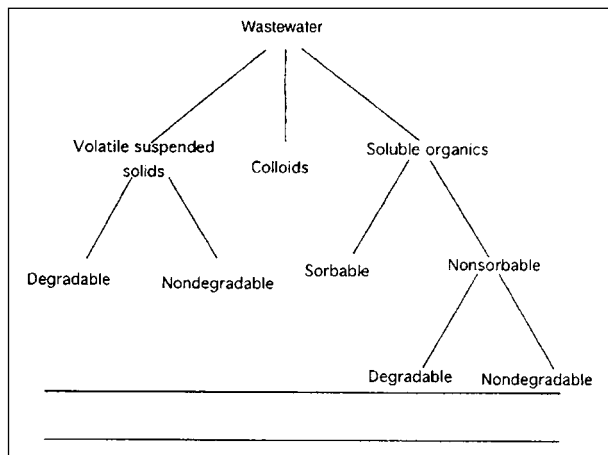 Wastewater
Volatile suspended
solids
Colloids
Soluble organics
Degradable
Nondegradable
Sorbable
Nonsorbable
Degradable
Nondegradable